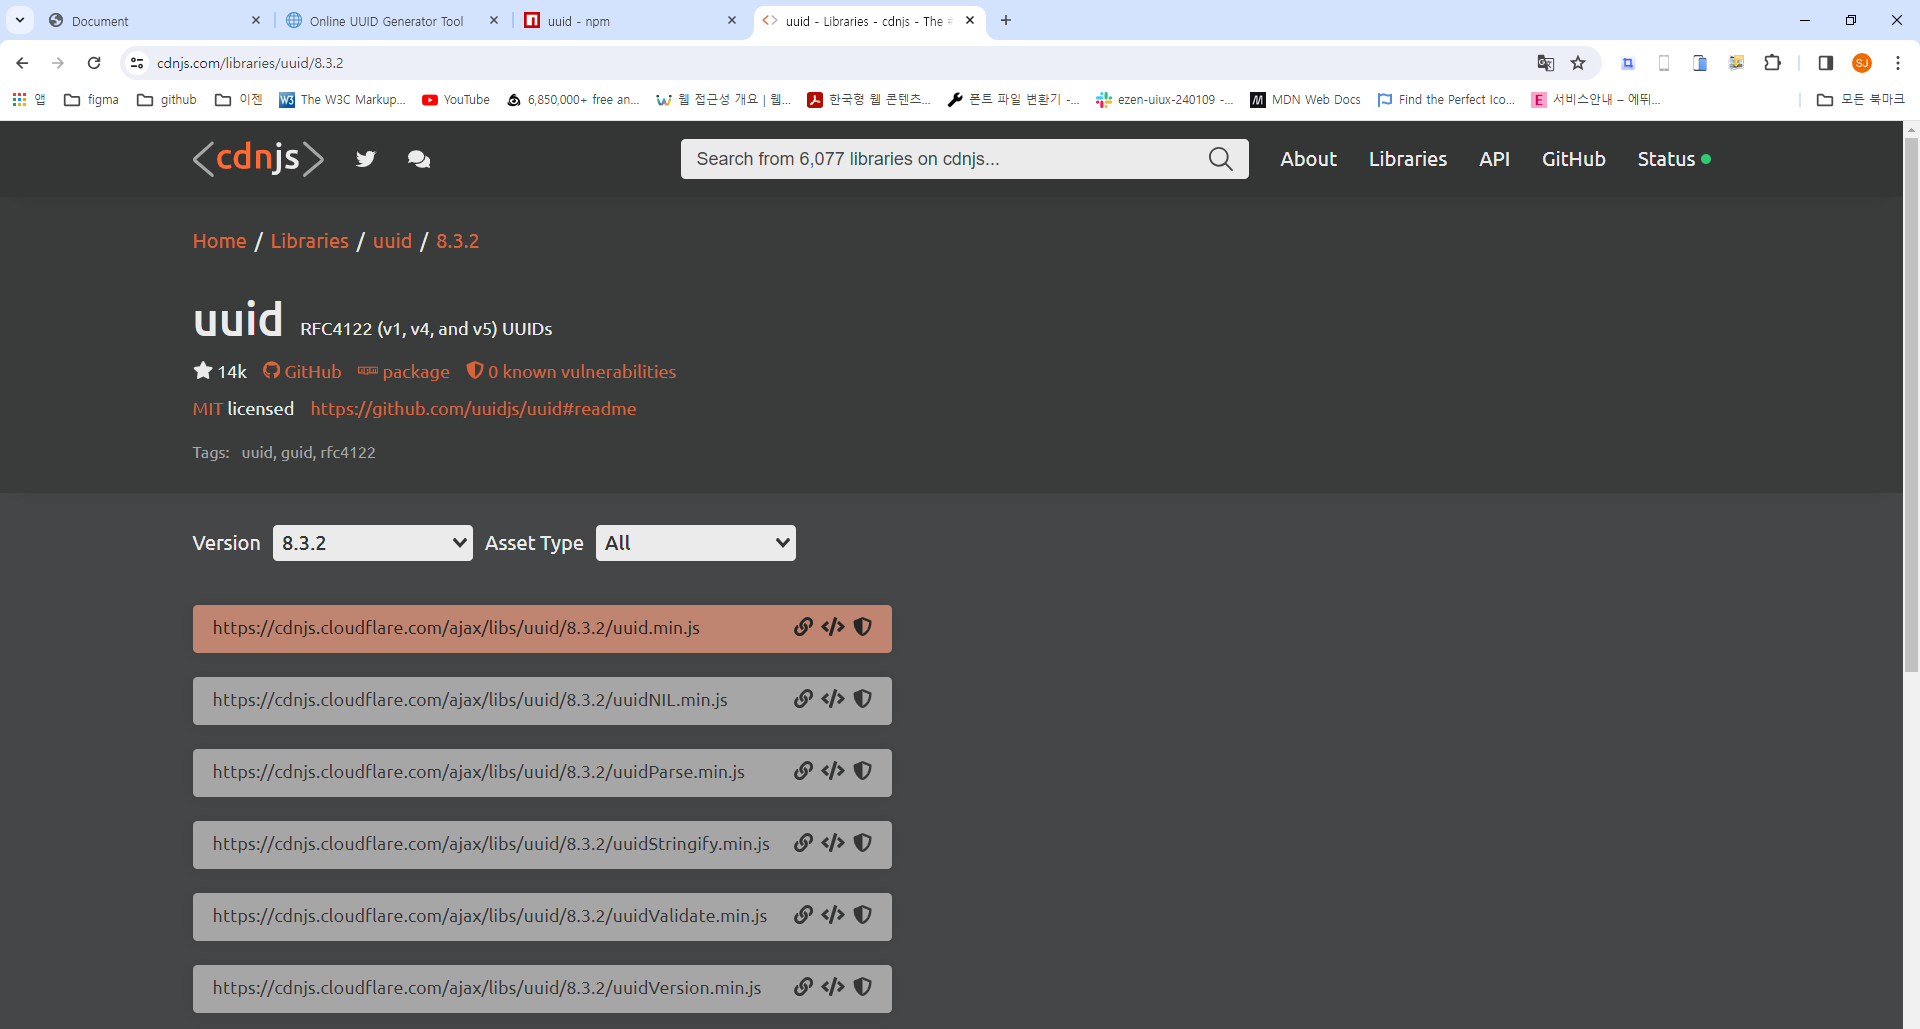 Document
Online UUID Generator Tool
uuid - npm
uuid - Libraries - cdnjs - The
cdnjs.com/libraries/uuid/8.3.2
SJ
앱
figma
github
이젠
The W3C Markup...
YouTube
6,850,000+ free an...
웹 접근성 개요 | 웹...
한국형 웹 콘텐츠...
폰트 파일 변환기 -...
ezen-uiux-240109 -...
MDN Web Docs
Find the Perfect Ico...
서비스안내 – 에뛰...
모든 북마크
<cdnjs>
Search from 6,077 libraries on cdnjs...
About
Libraries
API
GitHub
Status
Home / Libraries / uuid / 8.3.2
uuid RFC4122 (v1, v4, and v5) UUIDs
14k GitHub package 0 known vulnerabilities
MIT licensed https://github.com/uuidjs/uuid#readme
Tags: uuid, guid, rfc4122
Version 8.3.2 Asset Type All
https://cdnjs.cloudflare.com/ajax/libs/uuid/8.3.2/uuid.min.js
https://cdnjs.cloudflare.com/ajax/libs/uuid/8.3.2/uuidNIL.min.js
https://cdnjs.cloudflare.com/ajax/libs/uuid/8.3.2/uuidParse.min.js
https://cdnjs.cloudflare.com/ajax/libs/uuid/8.3.2/uuidStringify.min.js
https://cdnjs.cloudflare.com/ajax/libs/uuid/8.3.2/uuidValidate.min.js
https://cdnjs.cloudflare.com/ajax/libs/uuid/8.3.2/uuidVersion.min.js